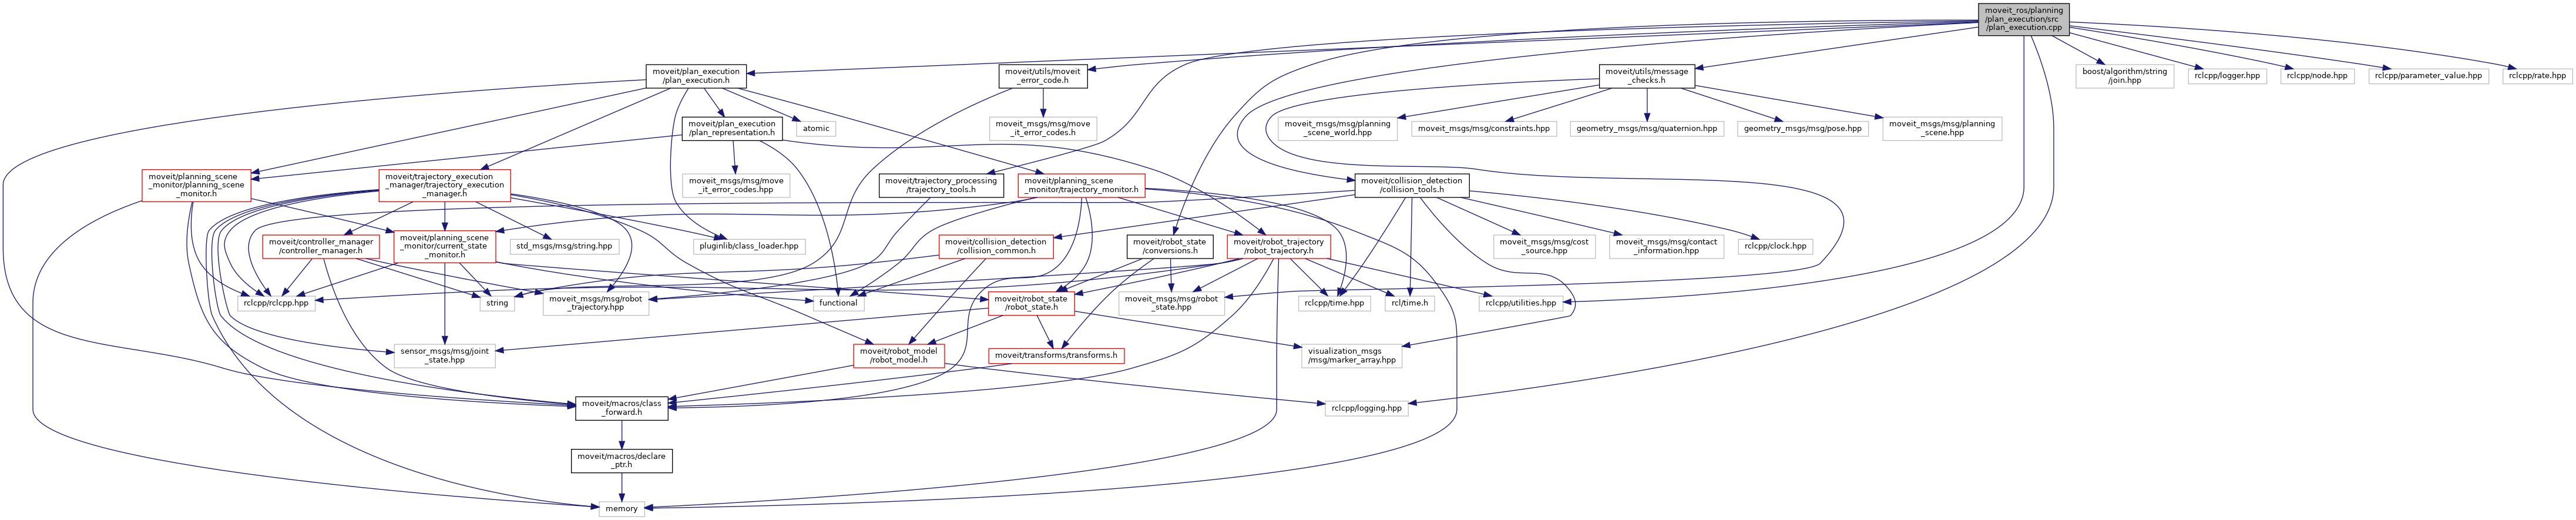 moveit_ros/planning
/plan_execution/src
/plan_execution.cpp
moveit/plan_execution
/plan_execution.h
moveit/utils/moveit
_error_code.h
moveit/utils/message
_checks.h
boost/algorithm/string
/join.hpp
rclcpp/logger.hpp
rclcpp/node.hpp
rclcpp/parameter_value.hpp
rclcpp/rate.hpp
moveit/plan_execution
/plan_representation.h
atomic
moveit_msgs/msg/move
_it_error_codes.h
moveit_msgs/msg/planning
_scene_world.hpp
moveit_msgs/msg/constraints.hpp
geometry_msgs/msg/quaternion.hpp
geometry_msgs/msg/pose.hpp
moveit_msgs/msg/planning
_scene.hpp
moveit/planning_scene
_monitor/planning_scene
_monitor.h
moveit/trajectory_execution
_manager/trajectory_execution
_manager.h
moveit_msgs/msg/move
_it_error_codes.hpp
moveit/trajectory_processing
/trajectory_tools.h
moveit/planning_scene
_monitor/trajectory_monitor.h
moveit/collision_detection
/collision_tools.h
moveit/controller_manager
/controller_manager.h
moveit/planning_scene
_monitor/current_state
_monitor.h
std_msgs/msg/string.hpp
pluginlib/class_loader.hpp
moveit/collision_detection
/collision_common.h
moveit/robot_state
/conversions.h
moveit/robot_trajectory
/robot_trajectory.h
moveit_msgs/msg/cost
_source.hpp
moveit_msgs/msg/contact
_information.hpp
rclcpp/clock.hpp
rclcpp/rclcpp.hpp
string
moveit_msgs/msg/robot
_trajectory.hpp
functional
moveit/robot_state
/robot_state.h
moveit_msgs/msg/robot
_state.hpp
rclcpp/time.hpp
rcl/time.h
rclcpp/utilities.hpp
sensor_msgs/msg/joint
_state.hpp
moveit/robot_model
/robot_model.h
moveit/transforms/transforms.h
visualization_msgs
/msg/marker_array.hpp
moveit/macros/class
_forward.h
rclcpp/logging.hpp
moveit/macros/declare
_ptr.h
memory